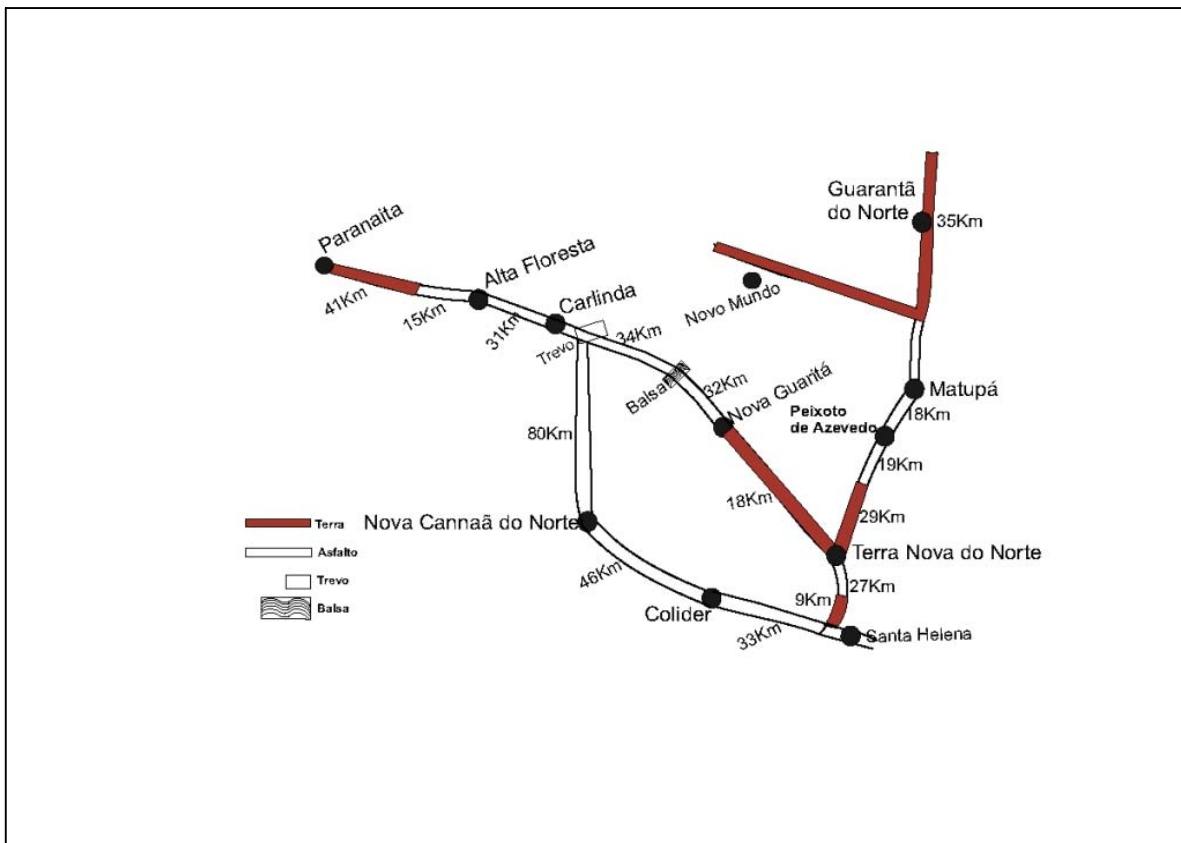 Guarantã
do Norte
35Km
Paranaita
Alta Floresta
Carlinda
Novo Mundo
41Km
15Km
31Km
Trevo
34Km
Balsa
32Km
Nova Guaritá
Matupá
18Km
Peixoto
de Azevedo
19Km
80Km
18Km
29Km
Nova Cannaã do Norte
Terra Nova do Norte
46Km
27Km
9Km
Colider
33Km
Santa Helena
Terra
Asfalto
Trevo
Balsa